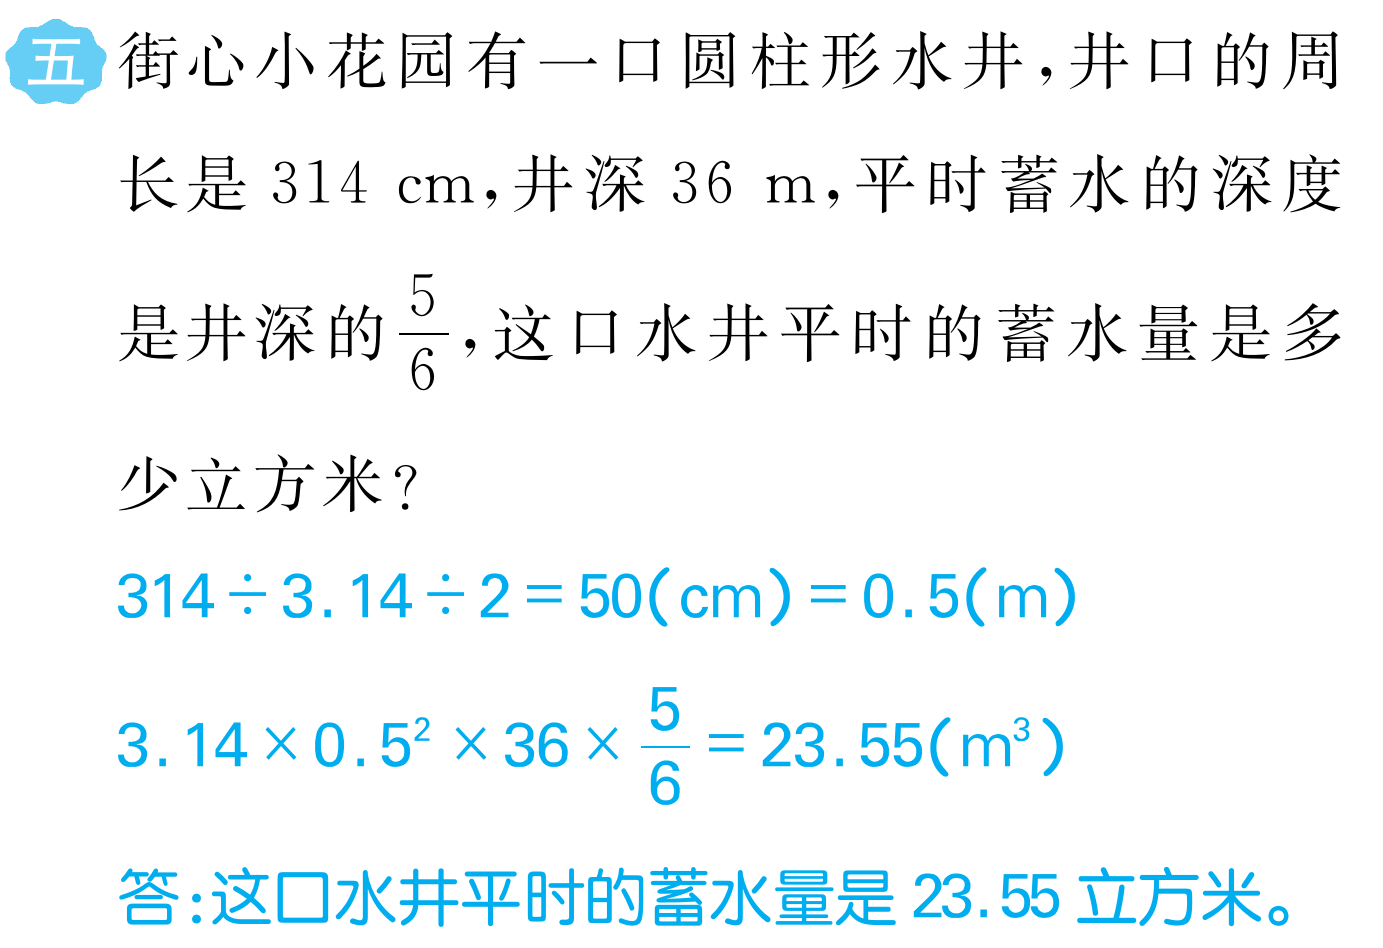 五 街心小花园有一口圆柱形水井,井口的周
长是 314 cm,井深 36 m,平时蓄水的深度
是井深的5/6,这口水井平时的蓄水量是多
少立方米?
314÷3.14÷2=50(cm)=0.5(m)
3.14×0.5²×36×5/6=23.55(m³)
答:这口水井平时的蓄水量是 23.55 立方米。